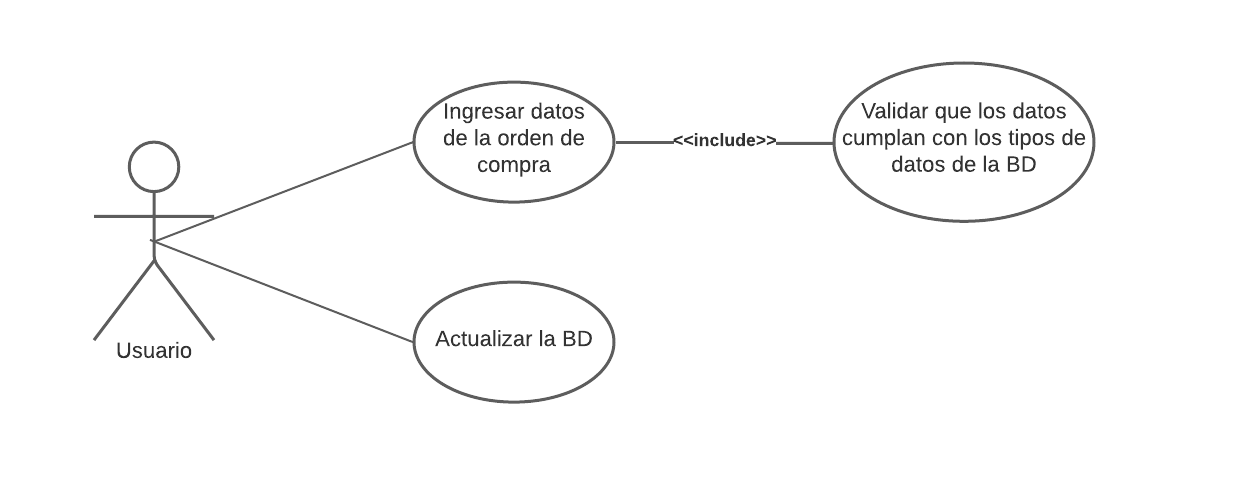 Ingresar datos
de la orden de
compra
<<include>>
Validar que los datos
cumplan con los tipos de
datos de la BD
Usuario
Actualizar la BD